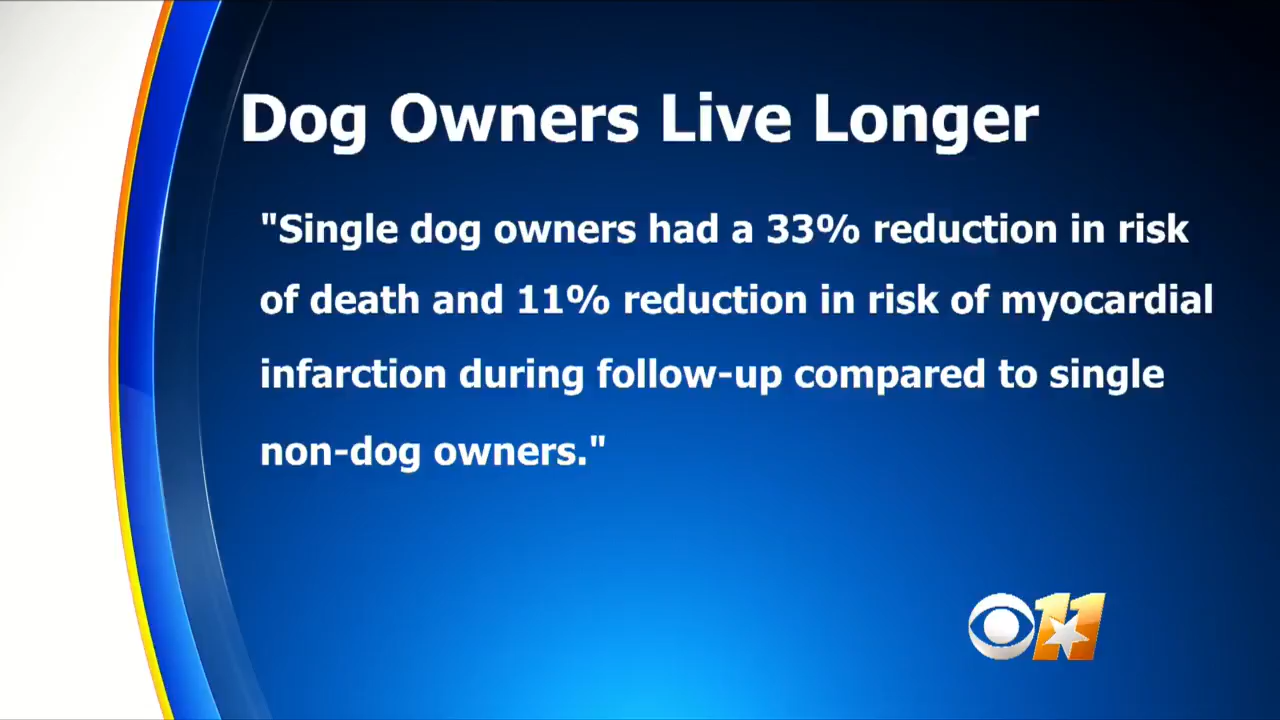 Dog Owners Live Longer
"Single dog owners had a 33% reduction in risk
of death and 11% reduction in risk of myocardial
infarction during follow-up compared to single
non-dog owners."
11